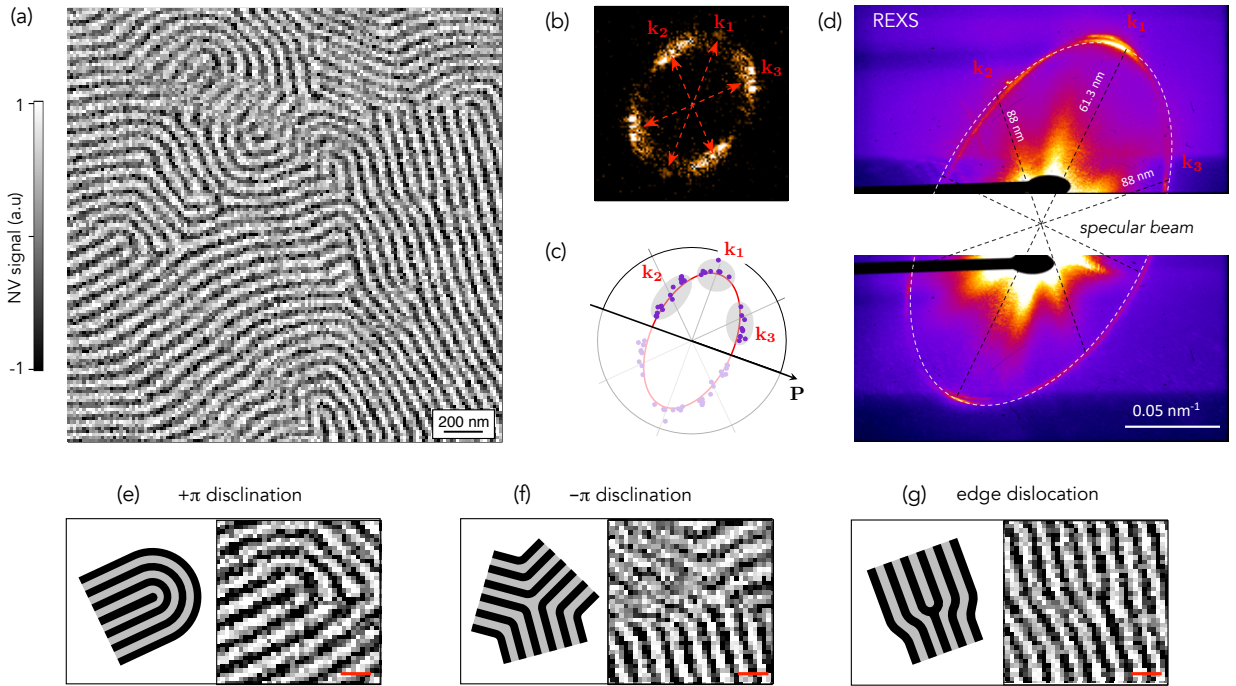 (a)
1
NV signal (a.u)
-1
200 nm
(b)
k₂
k₁
k₃
(c)
k₂
k₁
k₃
P
(d)
REXS
k₁
k₂
k₃
88 nm
61.3 nm
88 nm
specular beam
0.05 nm⁻¹
(e)
+π disclination
(f)
−π disclination
(g)
edge dislocation